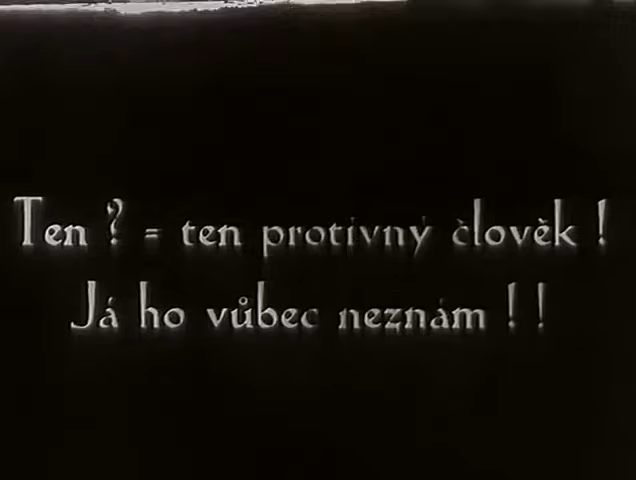 Ten ? = ten protivný člověk !
Já ho vůbec neznám ! !